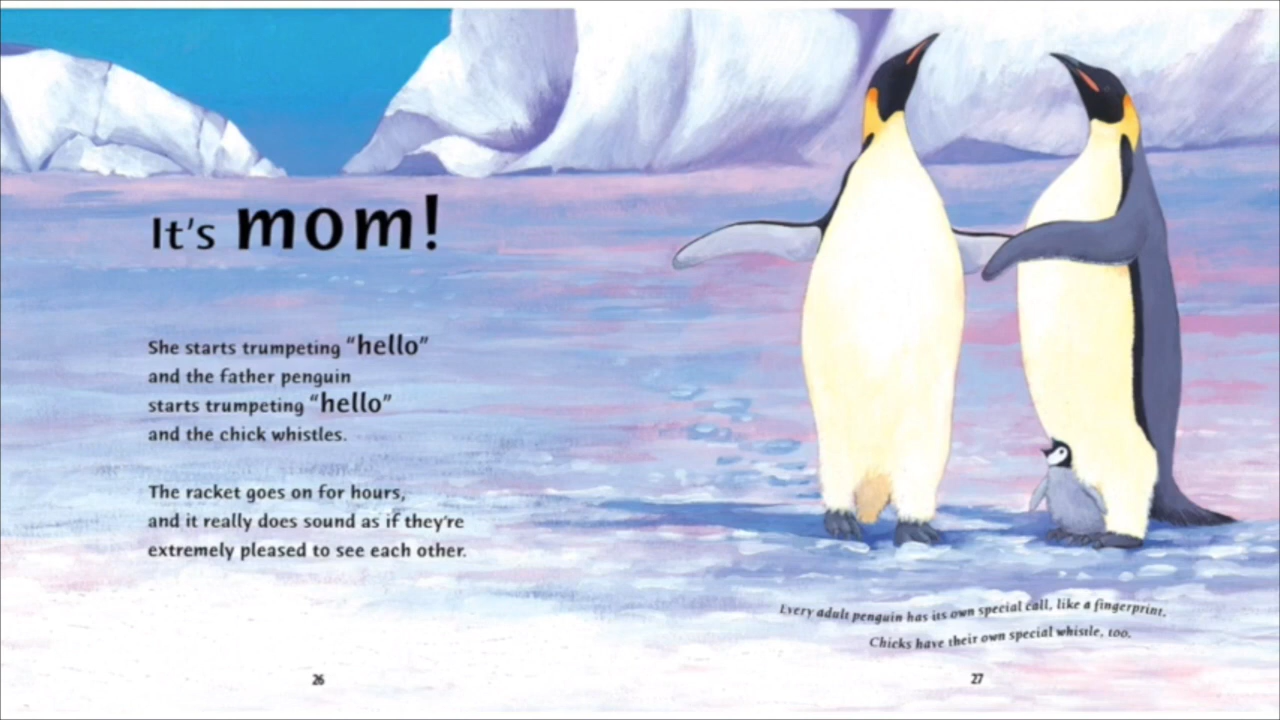 It's mom!
She starts trumpeting “hello”
and the father penguin
starts trumpeting “hello”
and the chick whistles.
The racket goes on for hours,
and it really does sound as if they're
extremely pleased to see each other.
Every adult penguin has its own special call, like a fingerprint.
Chicks have their own special whistle, too.
26
27